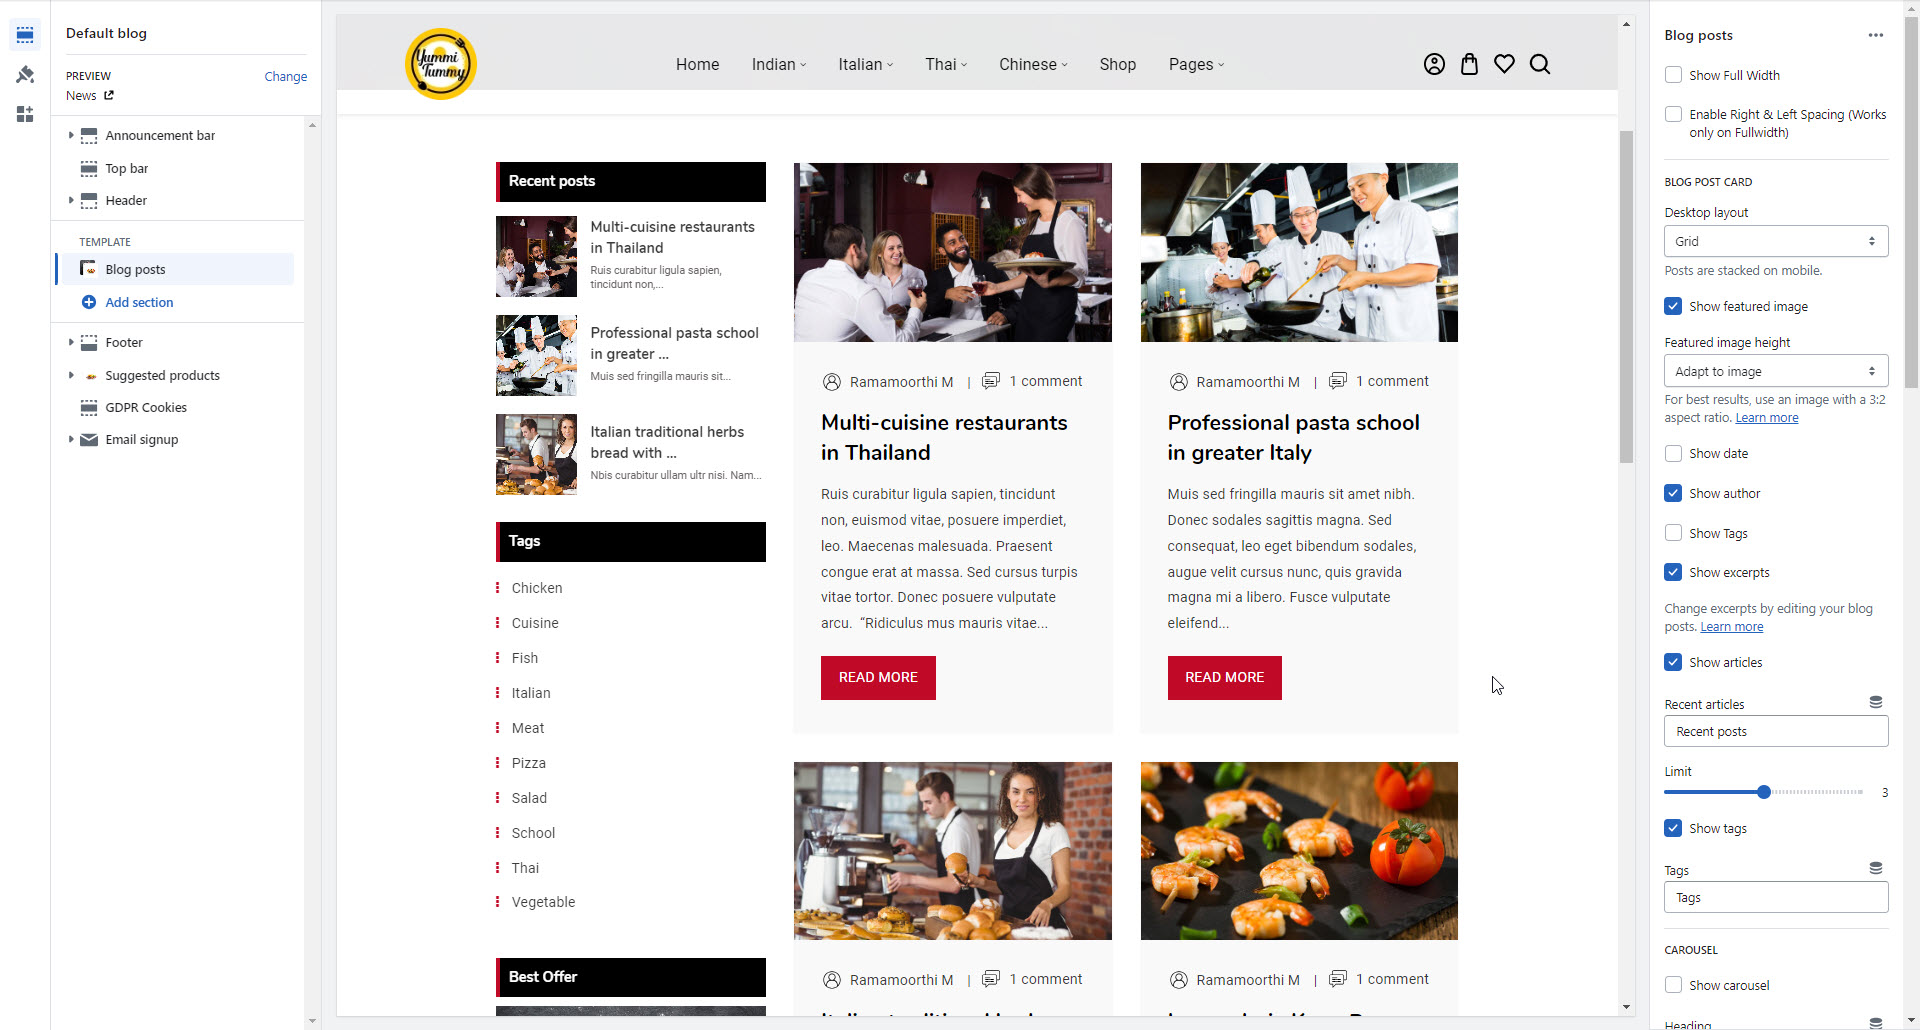 Default blog
PREVIEW
Change
News
Announcement bar
Top bar
Header
TEMPLATE
Blog posts
Add section
Footer
Suggested products
GDPR Cookies
Email signup
Yummi
Tummy
Home
Indian
Italian
Thai
Chinese
Shop
Pages
Recent posts
Multi-cuisine restaurants
in Thailand
Ruis curabitur ligula sapien,
tincidunt non,...
Professional pasta school
in greater ...
Muis sed fringilla mauris sit...
Italian traditional herbs
bread with ...
Nbis curabitur ullam ultr nisi. Nam...
Tags
Chicken
Cuisine
Fish
Italian
Meat
Pizza
Salad
School
Thai
Vegetable
Best Offer
Ramamoorthi M | 1 comment
Multi-cuisine restaurants
in Thailand
Ruis curabitur ligula sapien, tincidunt
non, euismod vitae, posuere imperdiet,
leo. Maecenas malesuada. Praesent
congue erat at massa. Sed cursus turpis
vitae tortor. Donec posuere vulputate
arcu.  “Ridiculus mus mauris vitae...
READ MORE
Ramamoorthi M | 1 comment
Professional pasta school
in greater Italy
Muis sed fringilla mauris sit amet nibh.
Donec sodales sagittis magna. Sed
consequat, leo eget bibendum sodales,
augue velit cursus nunc, quis gravida
magna mi a libero. Fusce vulputate
eleifend...
READ MORE
Ramamoorthi M | 1 comment
Ramamoorthi M | 1 comment
Blog posts
Show Full Width
Enable Right & Left Spacing (Works
only on Fullwidth)
BLOG POST CARD
Desktop layout
Grid
Posts are stacked on mobile.
Show featured image
Featured image height
Adapt to image
For best results, use an image with a 3:2
aspect ratio. Learn more
Show date
Show author
Show Tags
Show excerpts
Change excerpts by editing your blog
posts. Learn more
Show articles
Recent articles
Recent posts
Limit
3
Show tags
Tags
Tags
CAROUSEL
Show carousel
Heading